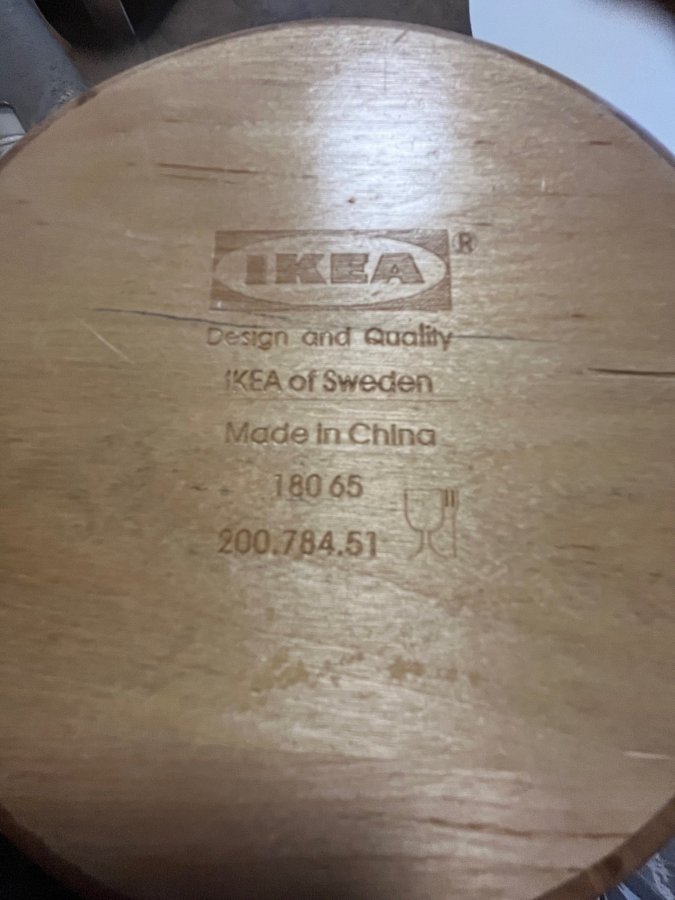 IKEA®
Design and Quality
IKEA of Sweden
Made in China
180 65
200.784.51